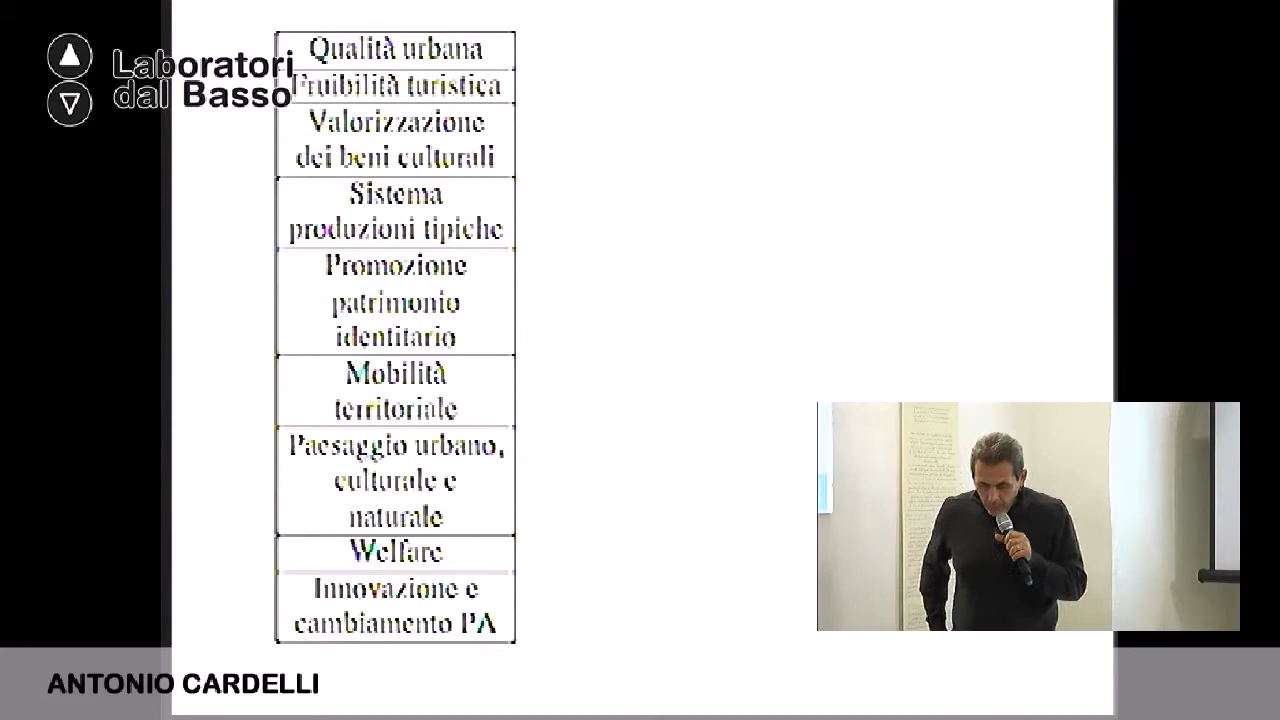 Laboratori
dal Basso
Qualità urbana
Fruibilità turistica
Valorizzazione
dei beni culturali
Sistema
produzioni tipiche
Promozione
patrimonio
identitario
Mobilità
territoriale
Paesaggio urbano,
culturale e
naturale
Welfare
Innovazione e
cambiamento PA
ANTONIO CARDELLI